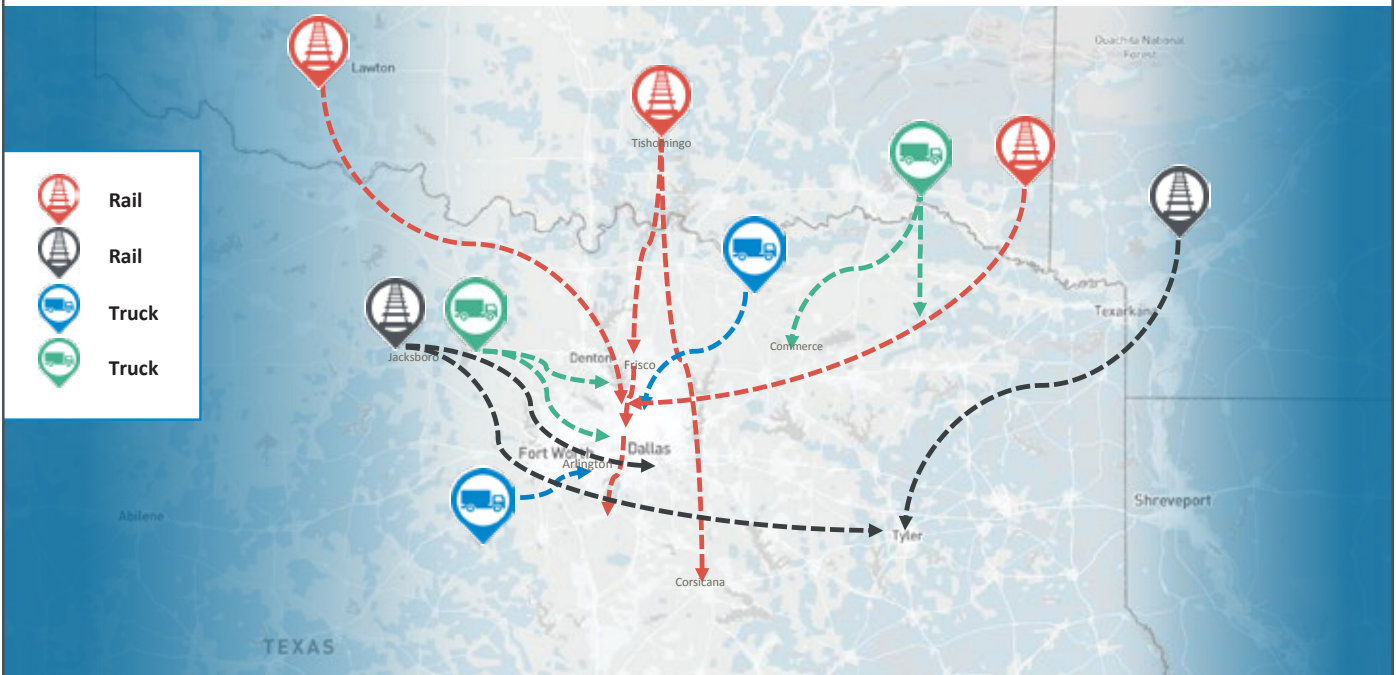 Ouachita National
Forest
Lawton
Tishomingo
Rail
Rail
Truck
Truck
Texarkana
Jacksboro
Denton
Frisco
Commerce
Fort Worth
Dallas
Arlington
Abilene
Shreveport
Tyler
Corsicana
TEXAS